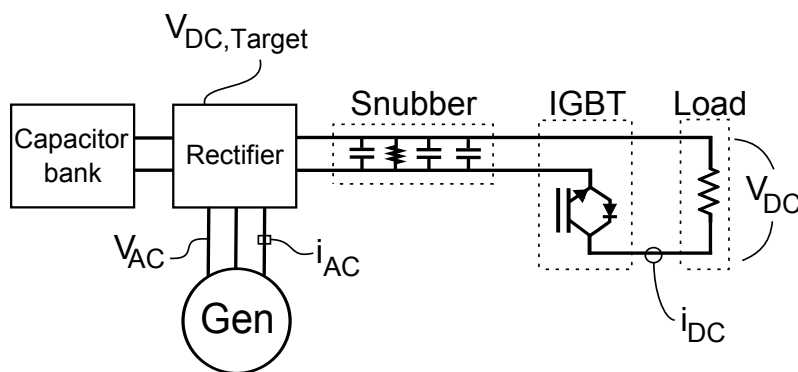 V_DC,Target
Snubber
IGBT
Load
Capacitor
bank
Rectifier
V_DC
V_AC
i_AC
Gen
i_DC